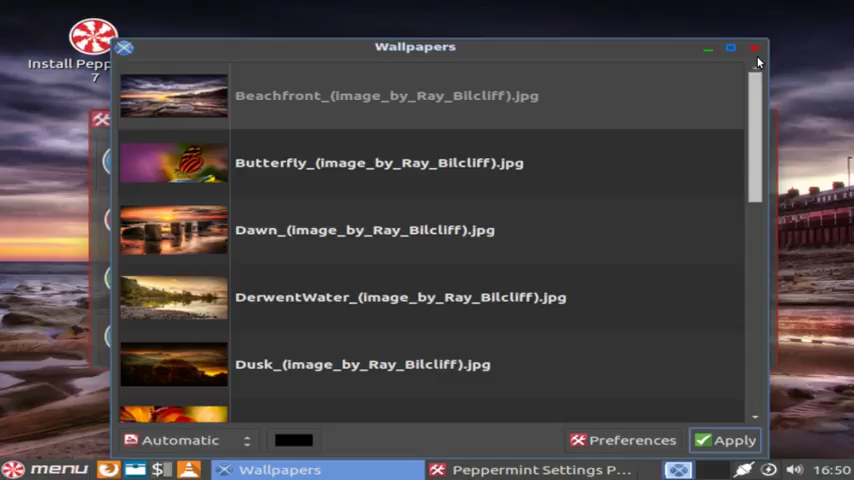 Install Pepp
7
Wallpapers
Beachfront_(image_by_Ray_Bilcliff).jpg
Butterfly_(image_by_Ray_Bilcliff).jpg
Dawn_(image_by_Ray_Bilcliff).jpg
DerwentWater_(image_by_Ray_Bilcliff).jpg
Dusk_(image_by_Ray_Bilcliff).jpg
Automatic Preferences Apply
menu $ Wallpapers Peppermint Settings P... 16:50